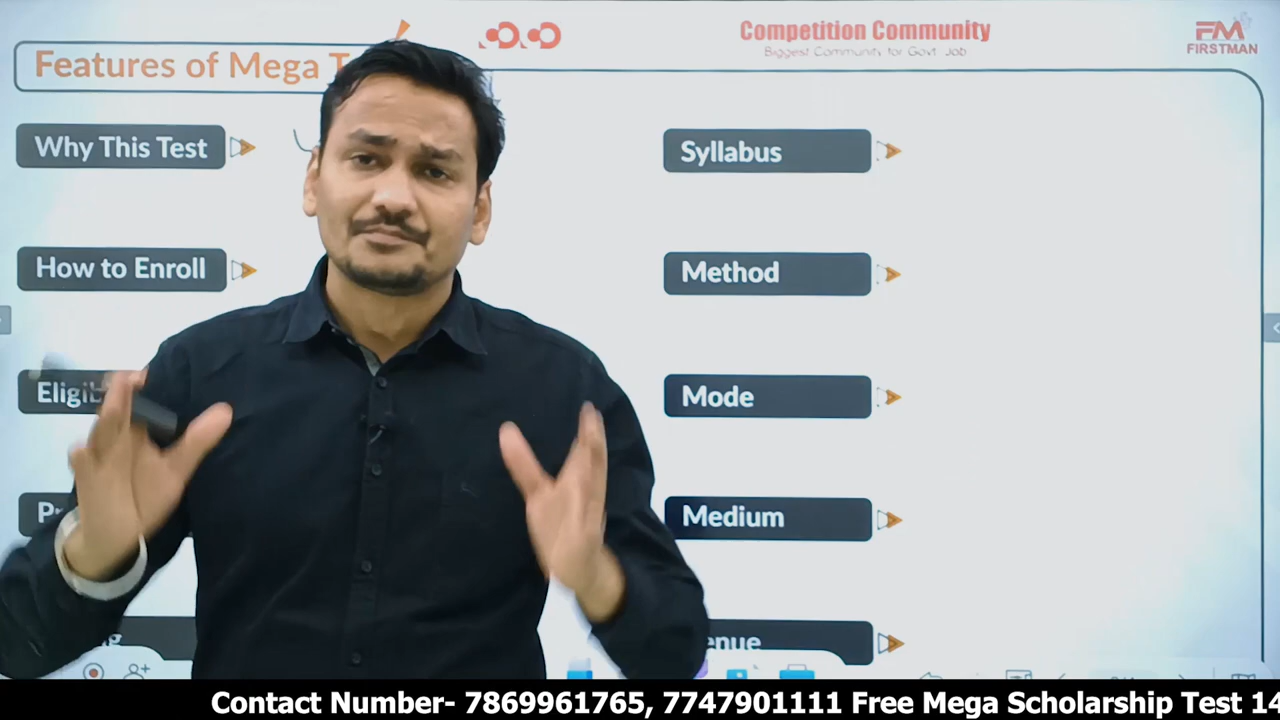 Features of Mega
Competition Community
Biggest Community for Govt Job
FM
FIRSTMAN
Why This Test
How to Enroll
Syllabus
Method
Mode
Medium
Contact Number- 7869961765, 7747901111 Free Mega Scholarship Test 14